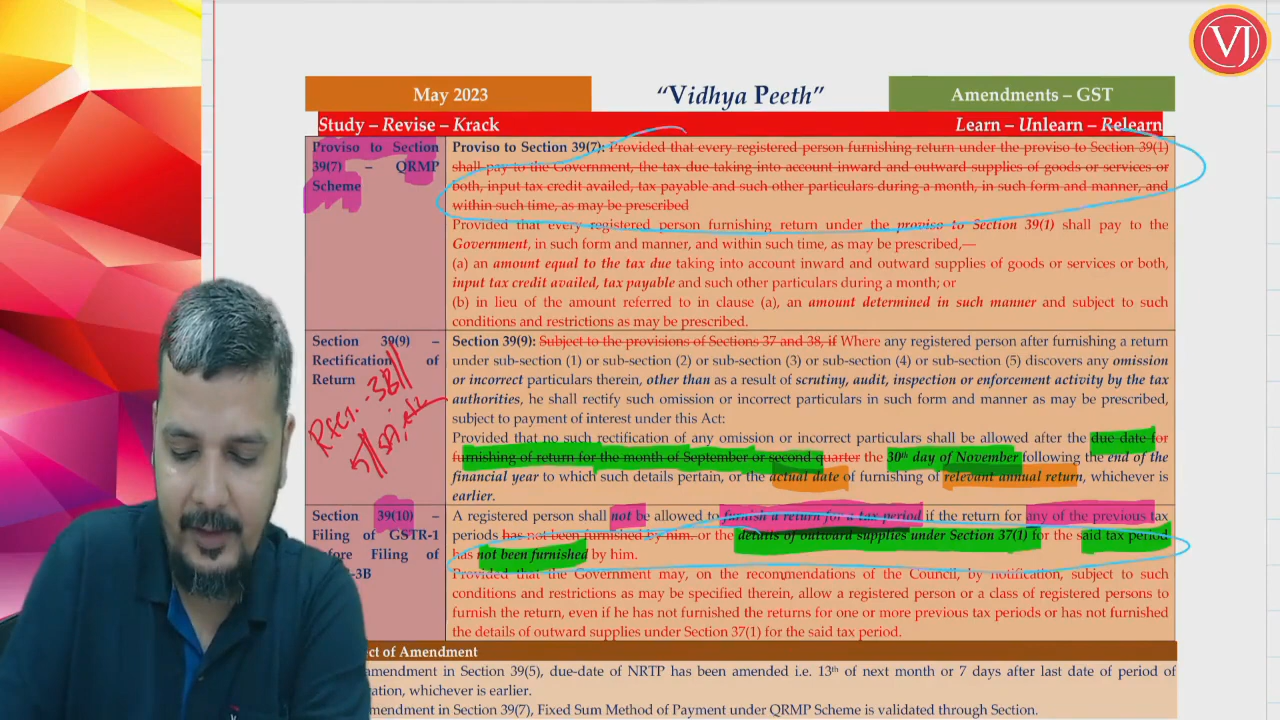 VJ
May 2023
"Vidhya Peeth"
Amendments – GST
Study – Revise – Krack
Learn – Unlearn – Relearn
Proviso to Section
39(7) – QRMP
Scheme
Proviso to Section 39(7): Provided that every registered person furnishing return under the proviso to Section 39(1)
shall pay to the Government, the tax due taking into account inward and outward supplies of goods or services or
both, input tax credit availed, tax payable and such other particulars during a month, in such form and manner, and
within such time, as may be prescribed
Provided that every registered person furnishing return under the proviso to Section 39(1) shall pay to the
Government, in such form and manner, and within such time, as may be prescribed,—
(a) an amount equal to the tax due taking into account inward and outward supplies of goods or services or both,
input tax credit availed, tax payable and such other particulars during a month; or
(b) in lieu of the amount referred to in clause (a), an amount determined in such manner and subject to such
conditions and restrictions as may be prescribed.
Section 39(9) –
Rectification of
Return
Section 39(9): Subject to the provisions of Sections 37 and 38, if Where any registered person after furnishing a return
under sub-section (1) or sub-section (2) or sub-section (3) or sub-section (4) or sub-section (5) discovers any omission
or incorrect particulars therein, other than as a result of scrutiny, audit, inspection or enforcement activity by the tax
authorities, he shall rectify such omission or incorrect particulars in such form and manner as may be prescribed,
subject to payment of interest under this Act:
Provided that no such rectification of any omission or incorrect particulars shall be allowed after the due date for
furnishing of return for the month of September or second quarter the 30th day of November following the end of the
financial year to which such details pertain, or the actual date of furnishing of relevant annual return, whichever is
earlier.
Section 39(10) –
Filing of GSTR-1
Before Filing of
-3B
A registered person shall not be allowed to furnish a return for a tax period if the return for any of the previous tax
periods has not been furnished by him. or the details of outward supplies under Section 37(1) for the said tax period
has not been furnished by him.
Provided that the Government may, on the recommendations of the Council, by notification, subject to such
conditions and restrictions as may be specified therein, allow a registered person or a class of registered persons to
furnish the return, even if he has not furnished the returns for one or more previous tax periods or has not furnished
the details of outward supplies under Section 37(1) for the said tax period.
of Amendment
amendment in Section 39(5), due-date of NRTP has been amended i.e. 13th of next month or 7 days after last date of period of
whichever is earlier.
mendment in Section 39(7), Fixed Sum Method of Payment under QRMP Scheme is validated through Section.